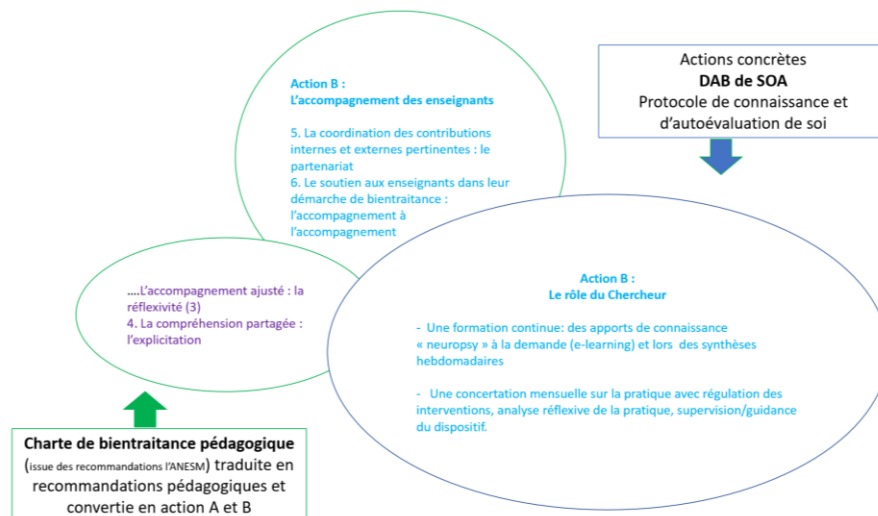 Action B :
L'accompagnement des enseignants
5. La coordination des contributions
internes et externes pertinentes : le
partenariat
6. Le soutien aux enseignants dans leur
démarche de bientraitance :
l'accompagnement à
l'accompagnement
Actions concrètes
DAB de SOA
Protocole de connaissance et
d'autoévaluation de soi
....L'accompagnement ajusté : la
réflexivité (3)
4. La compréhension partagée :
l'explicitation
Action B :
Le rôle du Chercheur
- Une formation continue: des apports de connaissance
« neuropsy » à la demande (e-learning) et lors des synthèses
hebdomadaires
- Une concertation mensuelle sur la pratique avec régulation des
interventions, analyse réflexive de la pratique, supervision/guidance
du dispositif.
Charte de bientraitance pédagogique
(issue des recommandations l'ANESM) traduite en
recommandations pédagogiques et
convertie en action A et B